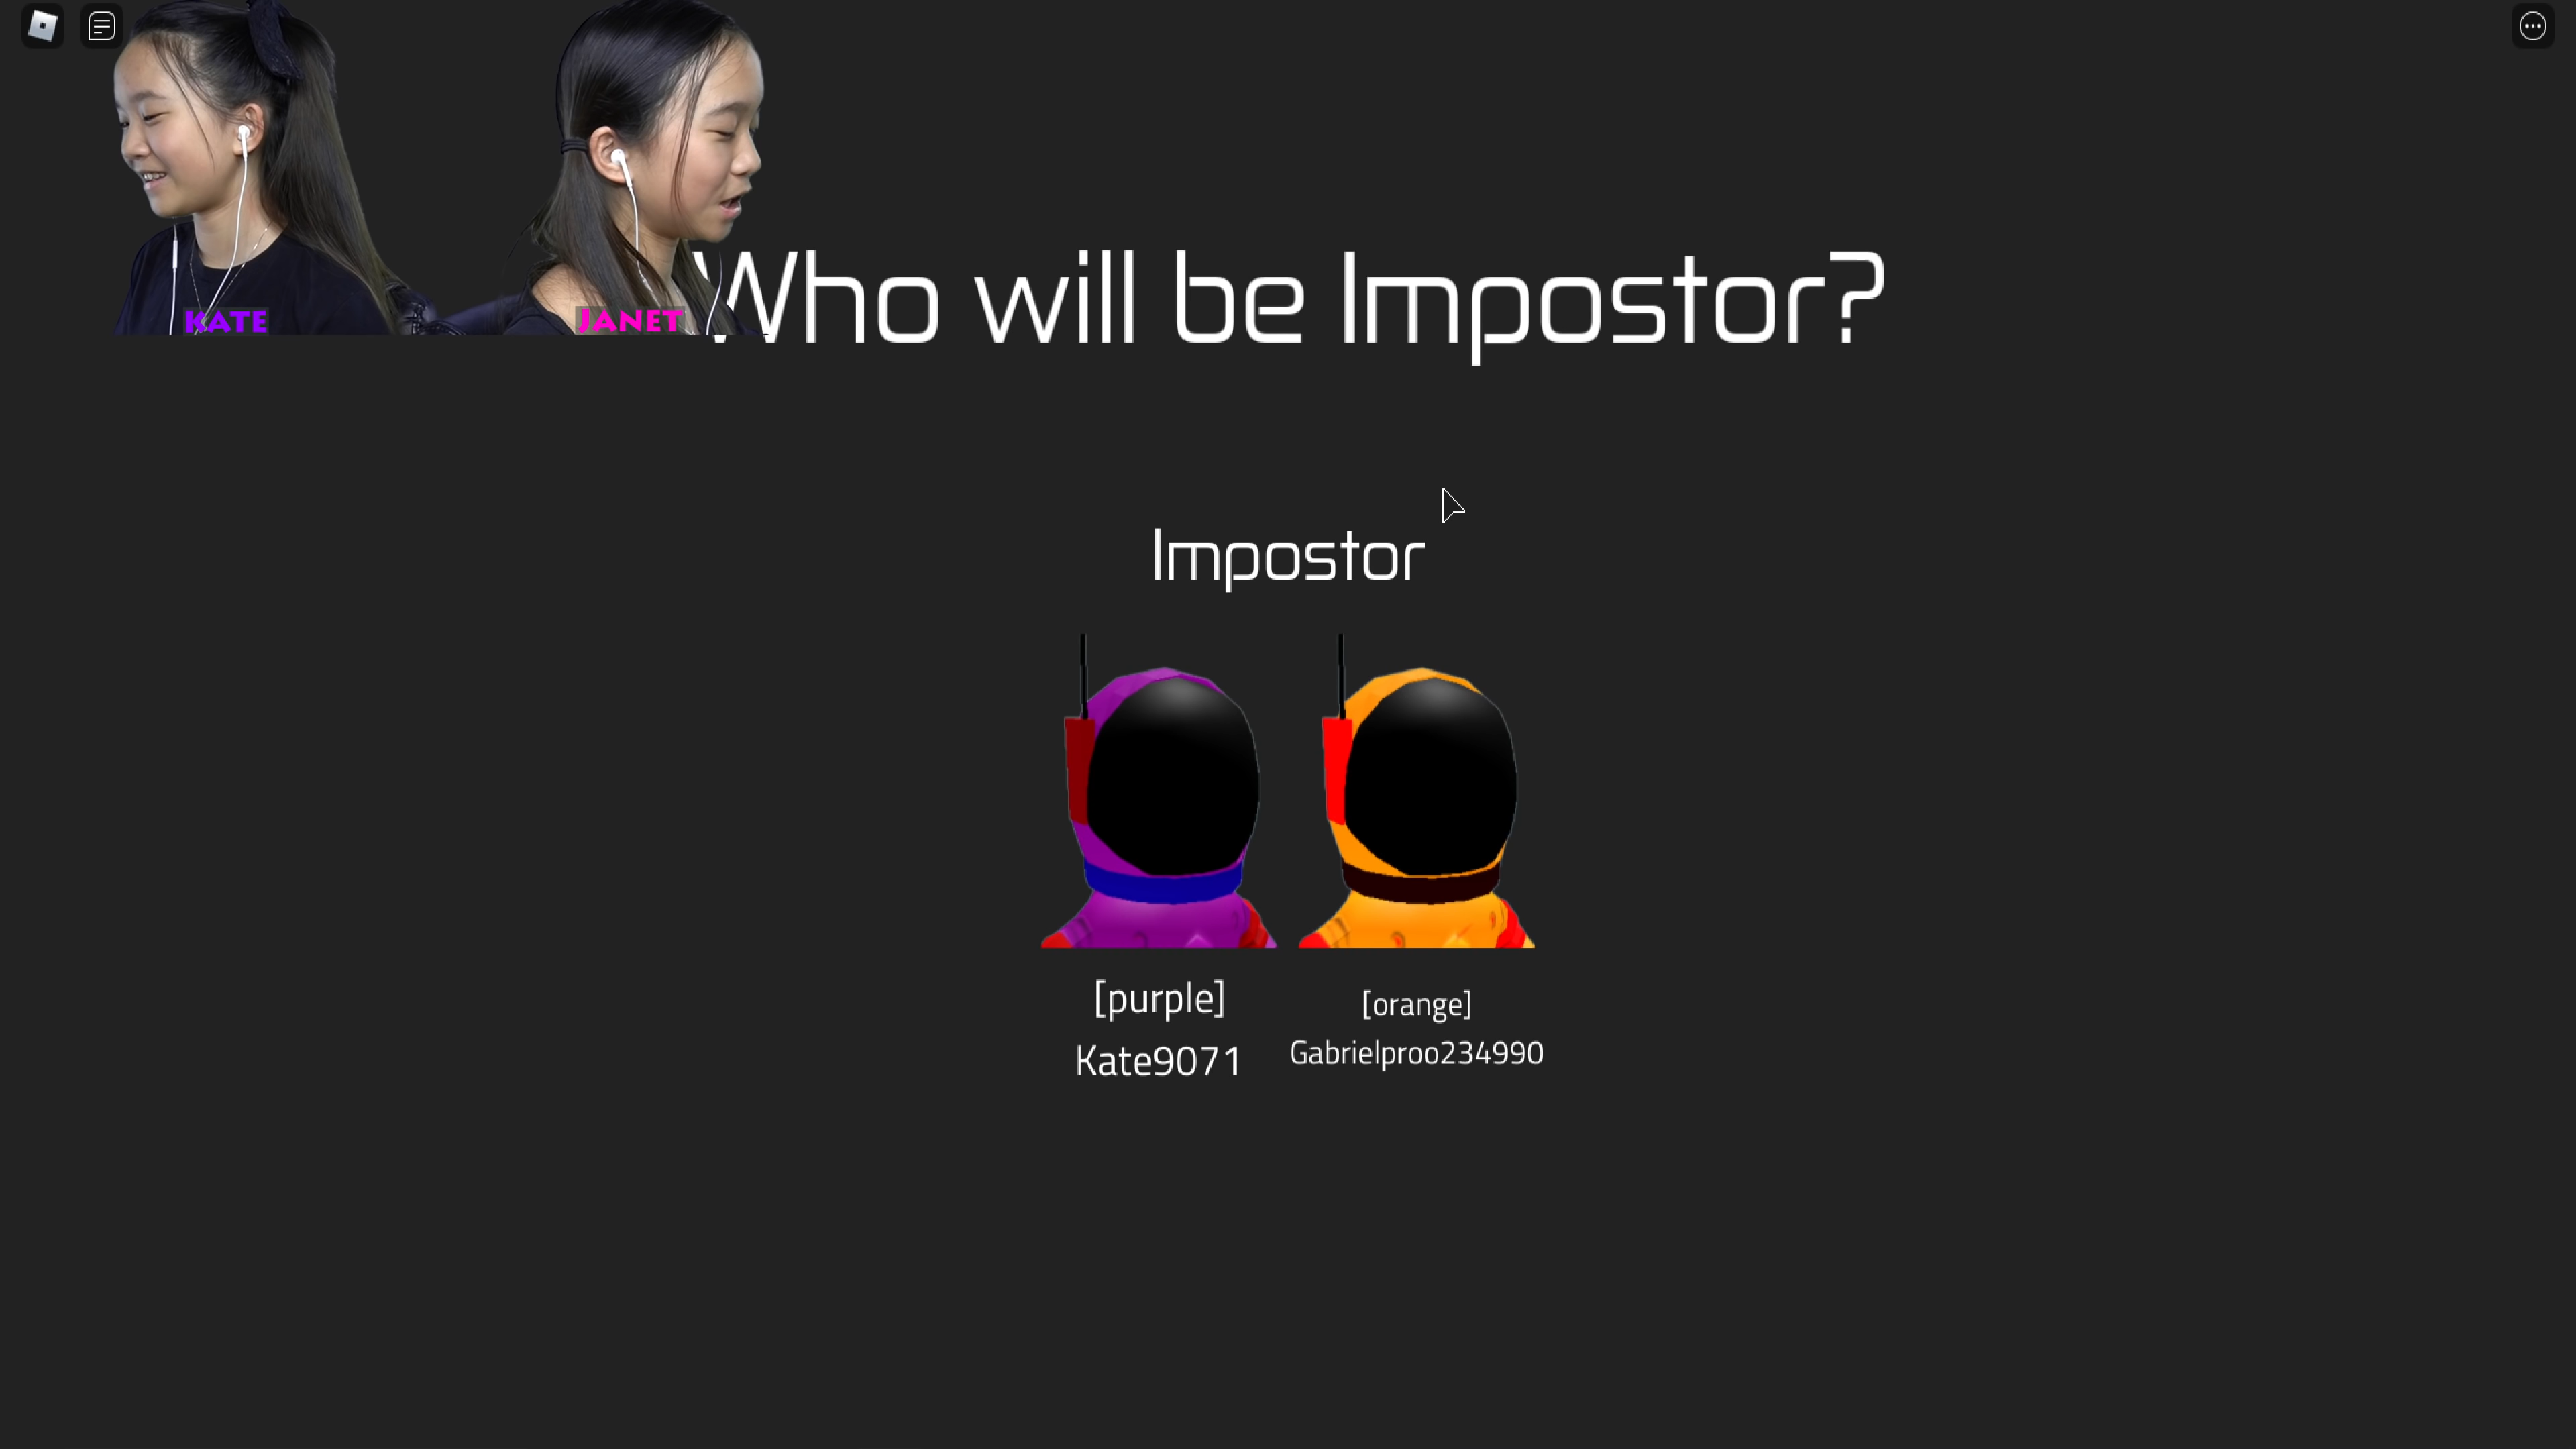 KATE
JANET
Who will be Impostor?
Impostor
[purple]
Kate9071
[orange]
Gabrielproo234990